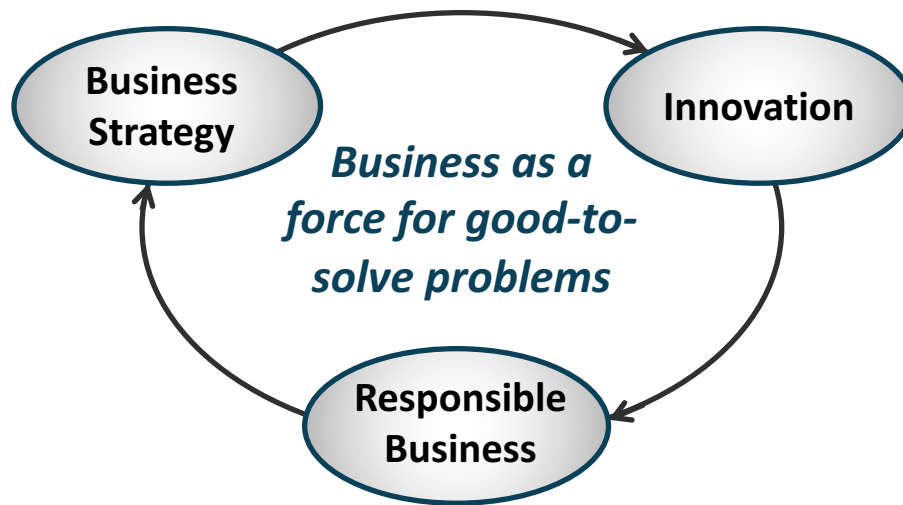 Business
Strategy
Innovation
Business as a
force for good-to-
solve problems
Responsible
Business